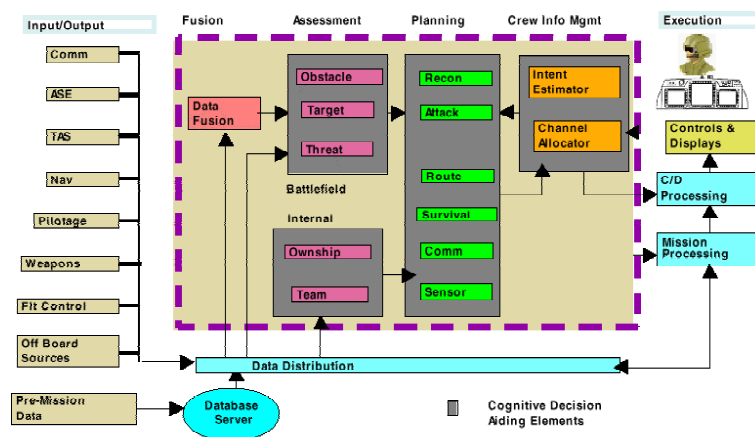 Input/Output
Fusion
Assessment
Planning
Crew Info Mgmt
Execution
Comm
ASE
TAS
Nav
Pilotage
Weapons
Flt Control
Off Board
Sources
Pre-Mission
Data
Data
Fusion
Obstacle
Target
Threat
Battlefield
Internal
Ownship
Team
Recon
Attack
Route
Survival
Comm
Sensor
Intent
Estimator
Channel
Allocator
Controls &
Displays
C/D
Processing
Mission
Processing
Data Distribution
Database
Server
Cognitive Decision
Aiding Elements